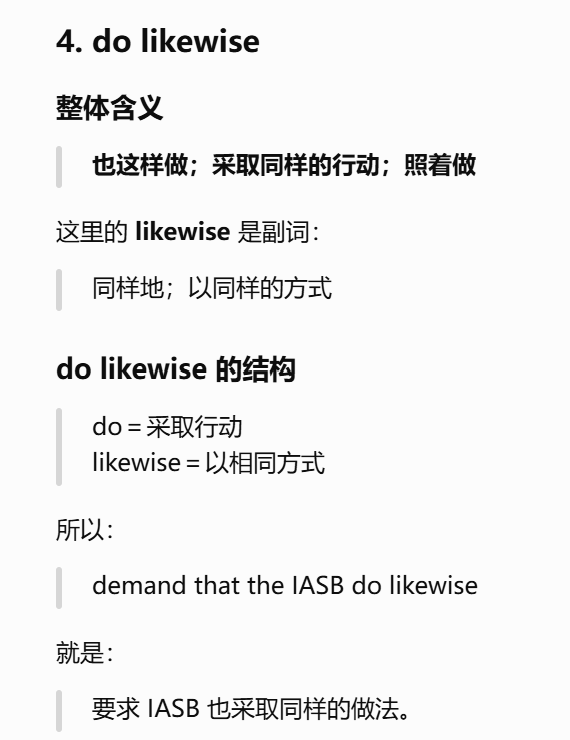 4. do likewise
整体含义
也这样做；采取同样的行动；照着做
这里的 likewise 是副词：
同样地；以同样的方式
do likewise 的结构
do＝采取行动
likewise＝以相同方式
所以：
demand that the IASB do likewise
就是：
要求 IASB 也采取同样的做法。